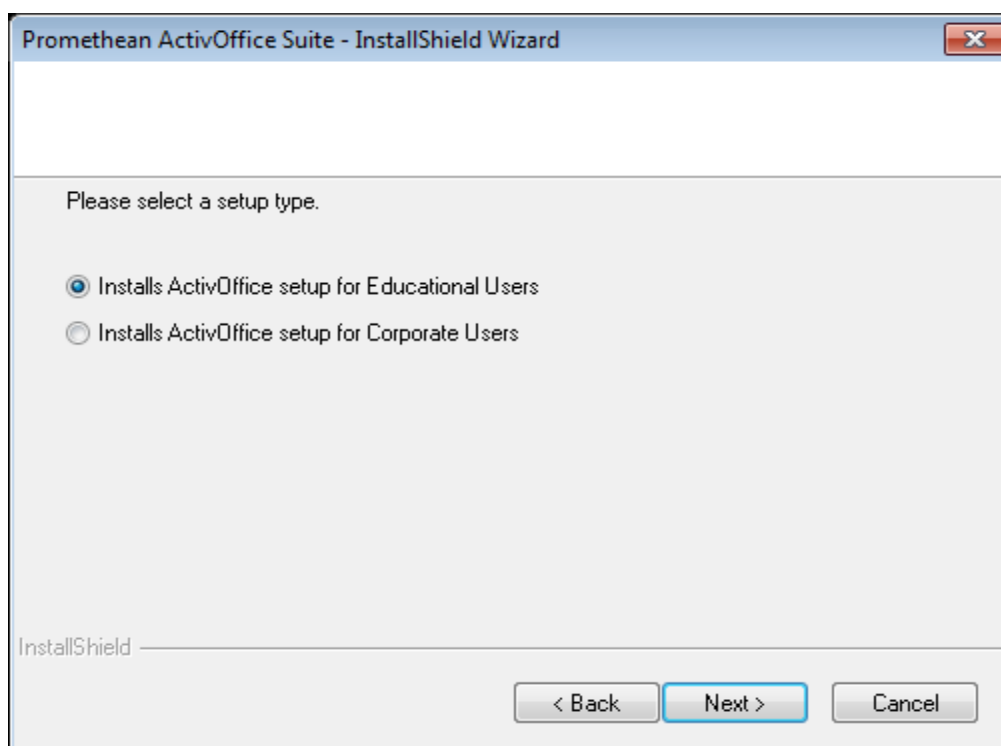 Promethean ActivOffice Suite - InstallShield Wizard
Please select a setup type.
Installs ActivOffice setup for Educational Users
Installs ActivOffice setup for Corporate Users
InstallShield
< Back
Next >
Cancel